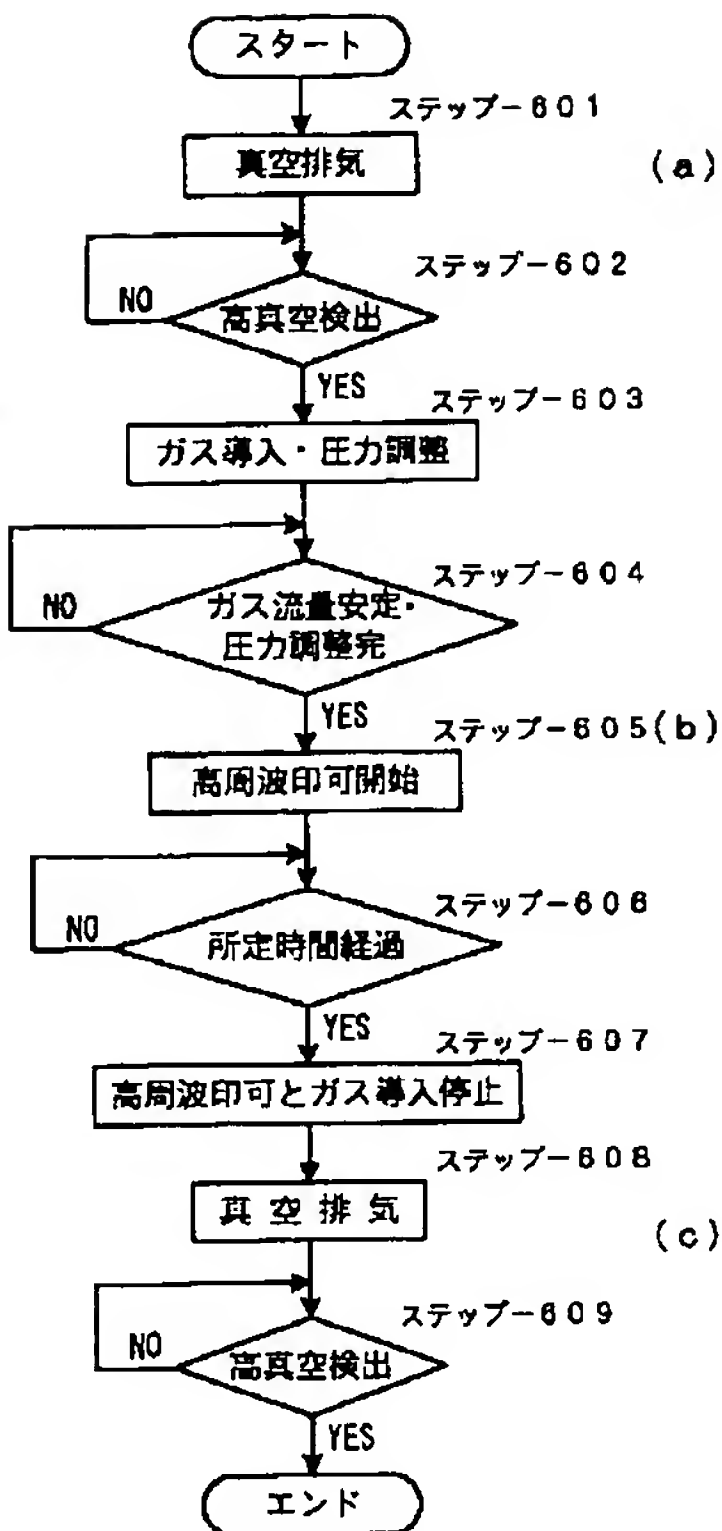 スタート
ステップ-601
真空排気
(a)
ステップ-602
NO
高真空検出
YES
ステップ-603
ガス導入・圧力調整
ステップ-604
NO
ガス流量安定・
圧力調整完
YES
ステップ-605(b)
高周波印可開始
ステップ-606
NO
所定時間経過
YES
ステップ-607
高周波印可とガス導入停止
ステップ-608
真空排気
(c)
ステップ-609
NO
高真空検出
YES
エンド